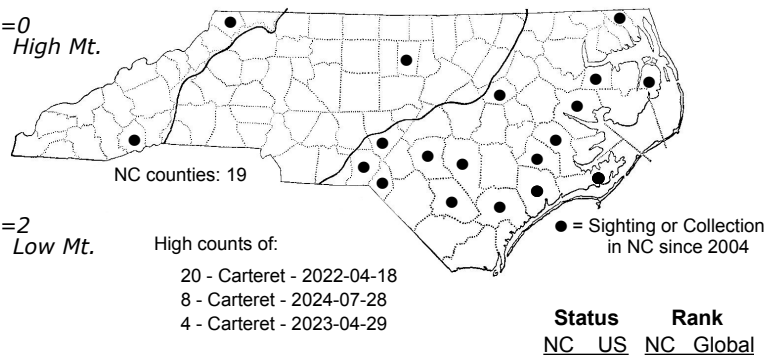 =0
High Mt.
NC counties: 19
=2
Low Mt.
High counts of:
20 - Carteret - 2022-04-18
8 - Carteret - 2024-07-28
4 - Carteret - 2023-04-29
● = Sighting or Collection
in NC since 2004
Status Rank
NC US NC Global